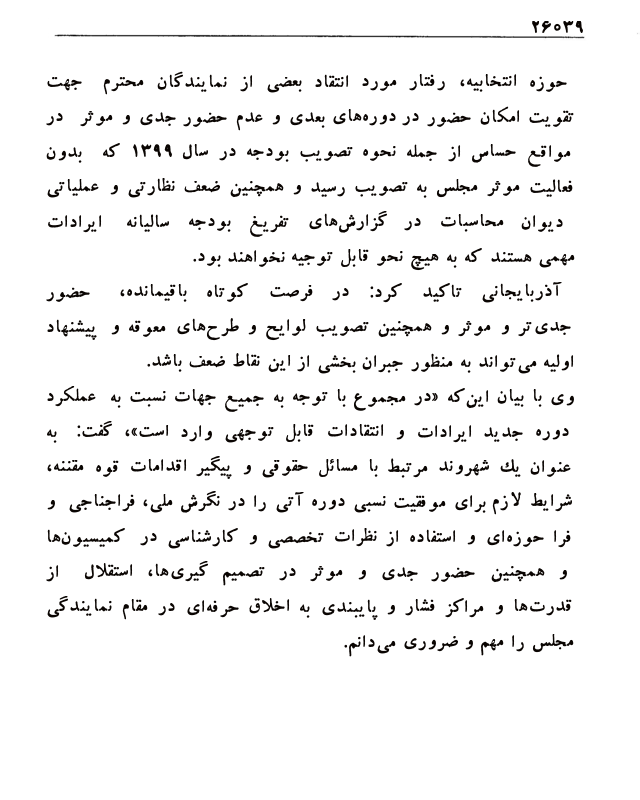 ۲۶۰۳۹
حوزه انتخابیه، رفتار مورد انتقاد بعضی از نمایندگان محترم جهت
تقویت امکان حضور در دوره‌های بعدی و عدم حضور جدی و موثر در
مواقع حساس از جمله نحوه تصویب بودجه در سال ۱۳۹۹ که بدون
فعالیت موثر مجلس به تصویب رسید و همچنین ضعف نظارتی و عملیاتی
دیوان محاسبات در گزارش‌های تفریغ بودجه سالیانه ایرادات
مهمی هستند که به هیچ نحو قابل توجیه نخواهند بود.
آذربایجانی تاکید کرد: در فرصت کوتاه باقیمانده، حضور
جدی‌تر و موثر و همچنین تصویب لوایح و طرح‌های معوقه و پیشنهاد
اولیه می‌تواند به منظور جبران بخشی از این نقاط ضعف باشد.
وی با بیان این‌که «در مجموع با توجه به جمیع جهات نسبت به عملکرد
دوره جدید ایرادات و انتقادات قابل توجهی وارد است»، گفت: به
عنوان یك شهروند مرتبط با مسائل حقوقی و پیگیر اقدامات قوه مقننه،
شرایط لازم برای موفقیت نسبی دوره آتی را در نگرش ملی، فراجناجی و
فرا حوزه‌ای و استفاده از نظرات تخصصی و کارشناسی در کمیسیون‌ها
و همچنین حضور جدی و موثر در تصمیم گیری‌ها، استقلال از
قدرت‌ها و مراکز فشار و پایبندی به اخلاق حرفه‌ای در مقام نمایندگی
مجلس را مهم و ضروری می‌دانم.